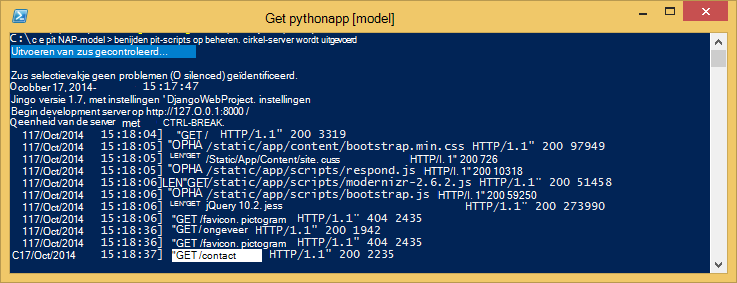 Get pythonapp [model]
C:\c e pit NAP-model > benijden pit-scripts op beheren. cirkel-server wordt uitgevoerd
Uitvoeren van zus gecontroleerd...
Zus selectievakje geen problemen (O silenced) geïdentificeerd.
Ocobber 17, 2014- 15:17:47
Jingo versie 1.7, met instellingen ' DjangoWebProject. instellingen
Begin development server op http://127.O.0.1:8000 /
Qeenheid van de server met CTRL-BREAK.
117/Oct/2014 15:18:04] "GET / HTTP/1.1" 200 3319
117/Oct/2014 15:18:05] "OPHA /static/app/content/bootstrap.min.css HTTP/1.1" 200 97949
117/Oct/2014 15:18:06] LEN"GET /Static/App/Content/site. cuss HTTP/l. 1" 200 726
117/Oct/2014 15:18:05] "OPHA /static/app/scripts/respond.js HTTP/l. 1" 200 10318
117/Oct/2014 15:18:06] LEN"GET /static/app/scripts/modernizr-2.6.2.js HTTP/1.1" 200 51458
117/Oct/2014 15:18:06] "OPHA /static/app/scripts/bootstrap.js HTTP/l. 1" 200 59250
117/Oct/2014 15:18:06] LEN"GET jQuery 10.2. jess HTTP/1.1" 200 273990
117/Oct/2014 15:18:06] "GET /favicon. pictogram HTTP/1.1" 404 2435
117/Oct/2014 15:18:36] "GET / ongeveer HTTP/1.1" 200 1942
117/Oct/2014 15:18:36] "GET /favicon. pictogram HTTP/1.1" 404 2435
C17/Oct/2014 15:18:37] "GET /contact HTTP/1.1" 200 2235